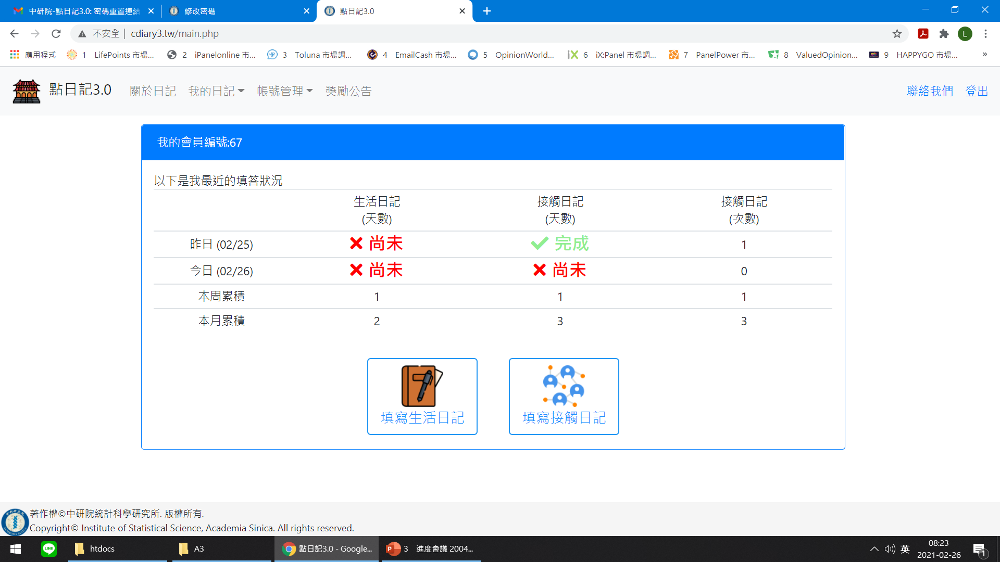 中研院-點日記3.0: 密碼重置連結
修改密碼
點日記3.0
不安全 | cdiary3.tw/main.php
應用程式
1 LifePoints 市場...
2 iPanelonline 市...
3 Toluna 市場調...
4 EmailCash 市場...
5 OpinionWorld...
6 iX:Panel 市場調...
7 PanelPower 市...
8 ValuedOpinion...
9 HAPPYGO 市場...
»
點日記3.0 關於日記 我的日記 帳號管理 獎勵公告 聯絡我們 登出
我的會員編號:67
以下是我最近的填答狀況
生活日記 接觸日記 接觸日記
(天數) (天數) (次數)
昨日 (02/25) 尚未 完成 1
今日 (02/26) 尚未 尚未 0
本周累積 1 1 1
本月累積 2 3 3
填寫生活日記 填寫接觸日記
著作權©中研院統計科學研究所. 版權所有.
Copyright© Institute of Statistical Science, Academia Sinica. All rights reserved.
LINE
htdocs
A3
點日記3.0 - Google...
3 進度會議 2004...
英
08:23
2021-02-26
1